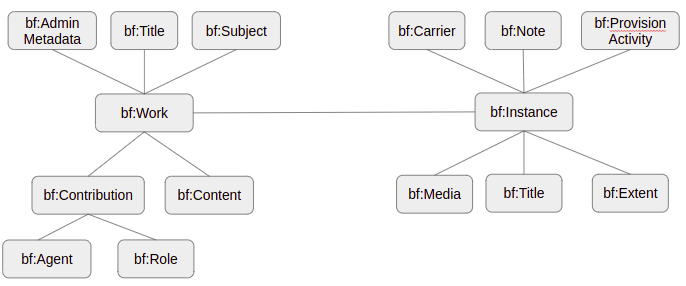 bf:Admin
Metadata
bf:Title
bf:Subject
bf:Carrier
bf:Note
bf:Provision
Activity
bf:Work
bf:Instance
bf:Contribution
bf:Content
bf:Media
bf:Title
bf:Extent
bf:Agent
bf:Role